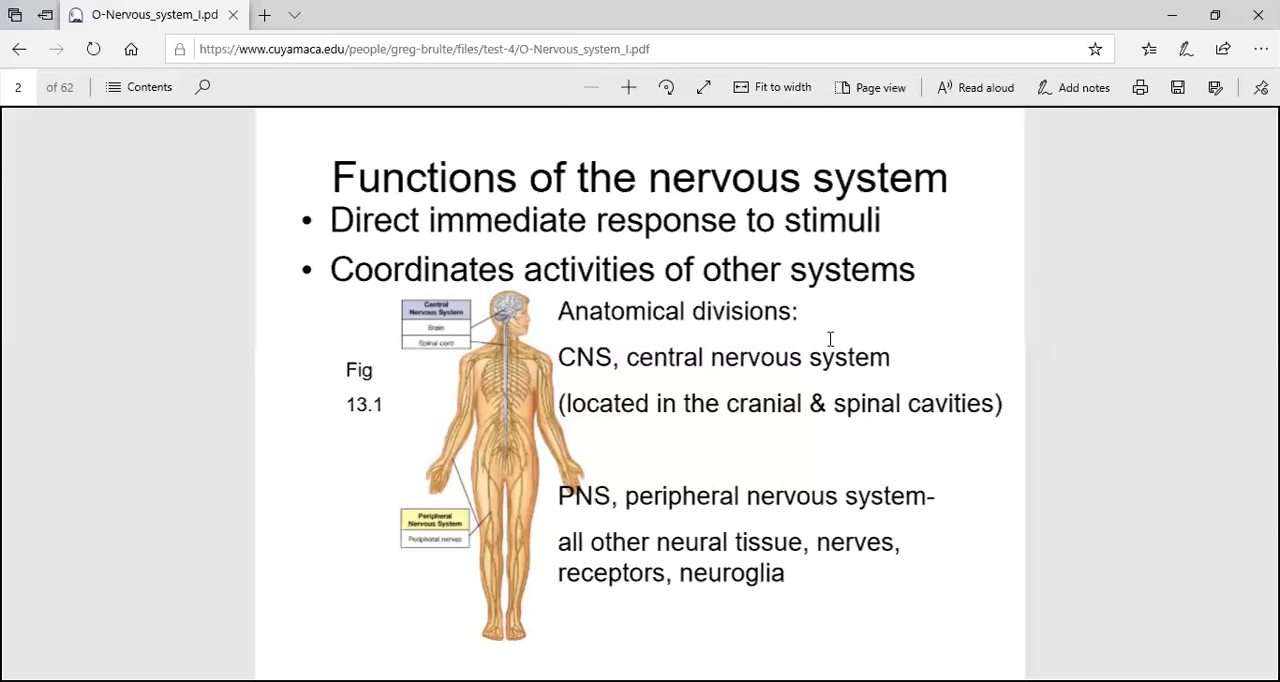 O-Nervous_system_I.pd
https://www.cuyamaca.edu/people/greg-brulte/files/test-4/O-Nervous_system_I.pdf
2 of 62 Contents Fit to width Page view Read aloud Add notes
Functions of the nervous system
• Direct immediate response to stimuli
• Coordinates activities of other systems
Central
Nervous System
Brain
Spinal cord
Fig
13.1
Anatomical divisions:
CNS, central nervous system
(located in the cranial & spinal cavities)
Peripheral
Nervous System
Peripheral nerves
PNS, peripheral nervous system-
all other neural tissue, nerves,
receptors, neuroglia